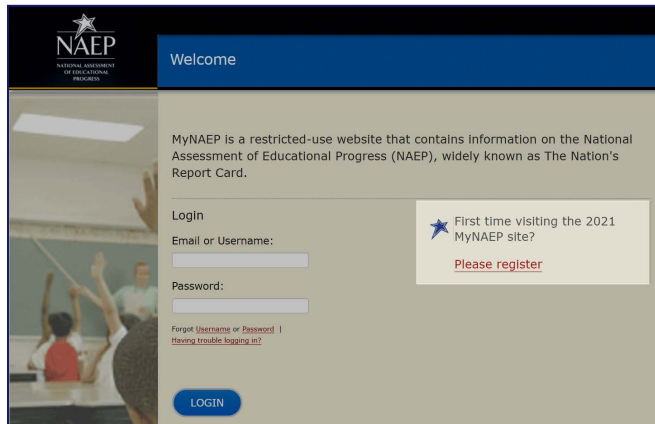 NAEP
NATIONAL ASSESSMENT
OF EDUCATIONAL
PROGRESS
Welcome
MyNAEP is a restricted-use website that contains information on the National
Assessment of Educational Progress (NAEP), widely known as The Nation's
Report Card.
Login
Email or Username:
Password:
Forgot Username or Password |
Having trouble logging in?
LOGIN
First time visiting the 2021
MyNAEP site?
Please register